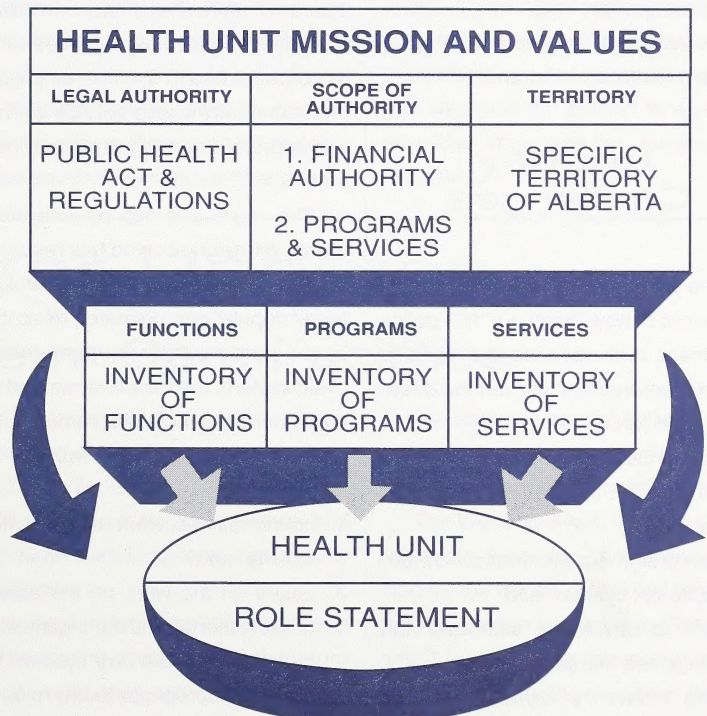 HEALTH UNIT MISSION AND VALUES
LEGAL AUTHORITY
SCOPE OF
AUTHORITY
TERRITORY
PUBLIC HEALTH
ACT &
REGULATIONS
1. FINANCIAL
AUTHORITY
2. PROGRAMS
& SERVICES
SPECIFIC
TERRITORY
OF ALBERTA
FUNCTIONS
PROGRAMS
SERVICES
INVENTORY
OF
FUNCTIONS
INVENTORY
OF
PROGRAMS
INVENTORY
OF
SERVICES
HEALTH UNIT
ROLE STATEMENT